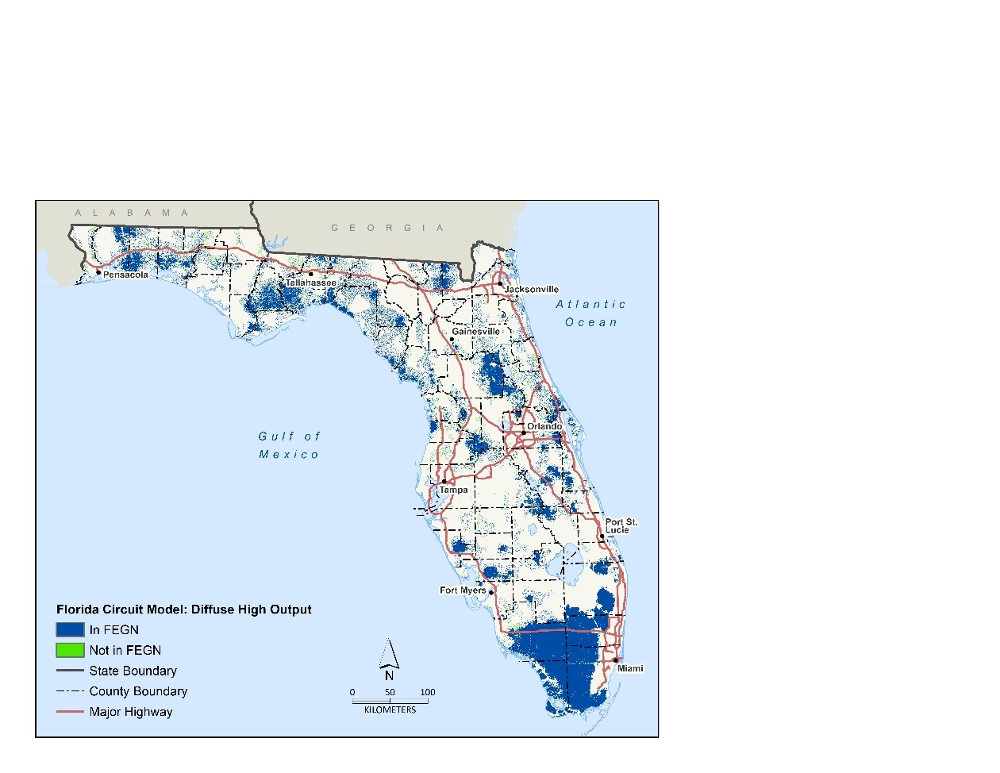 A L A B A M A
G E O R G I A
Pensacola
Tallahassee
Jacksonville
Atlantic
Ocean
Gainesville
Orlando
Gulf of
Mexico
Tampa
Port St.
Lucie
Fort Myers
Miami
Florida Circuit Model: Diffuse High Output
In FEGN
Not in FEGN
State Boundary
County Boundary
Major Highway
N
0 50 100
KILOMETERS